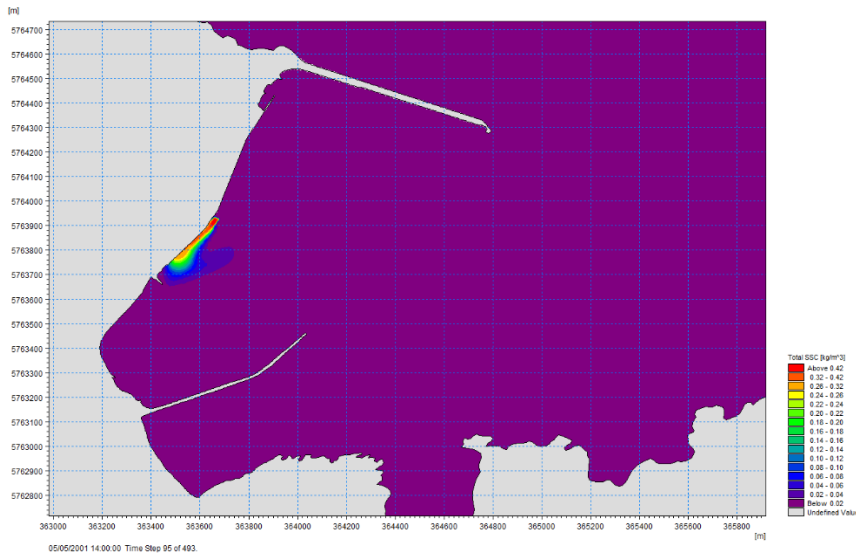 [m]
5764700
5764600
5764500
5764400
5764300
5764200
5764100
5764000
5763900
5763800
5763700
5763600
5763500
5763400
5763300
5763200
5763100
5763000
5762900
5762800
363000 363200 363400 363600 363800 364000 364200 364400 364600 364800 365000 365200 365400 365600 365800
[m]
Total SSC [kg/m^3]
Above 0.42
0.32 - 0.42
0.26 - 0.32
0.24 - 0.26
0.22 - 0.24
0.20 - 0.22
0.18 - 0.20
0.16 - 0.18
0.14 - 0.16
0.12 - 0.14
0.10 - 0.12
0.08 - 0.10
0.06 - 0.08
0.04 - 0.06
0.02 - 0.04
Below 0.02
Undefined Value
05/05/2001 14:00:00 Time Step 95 of 493.